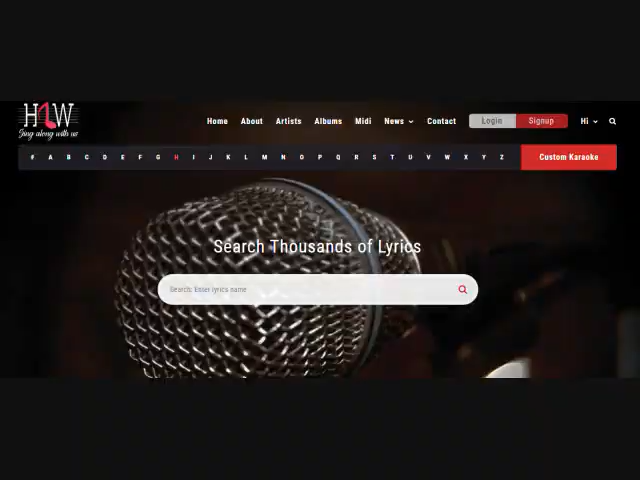 H W
Sing along with us
Home About Artists Albums Midi News Contact Login Signup Hi
# A B C D E F G H I J K L M N O P Q R S T U V W X Y Z Custom Karaoke
Search Thousands of Lyrics
Search: Enter lyrics name